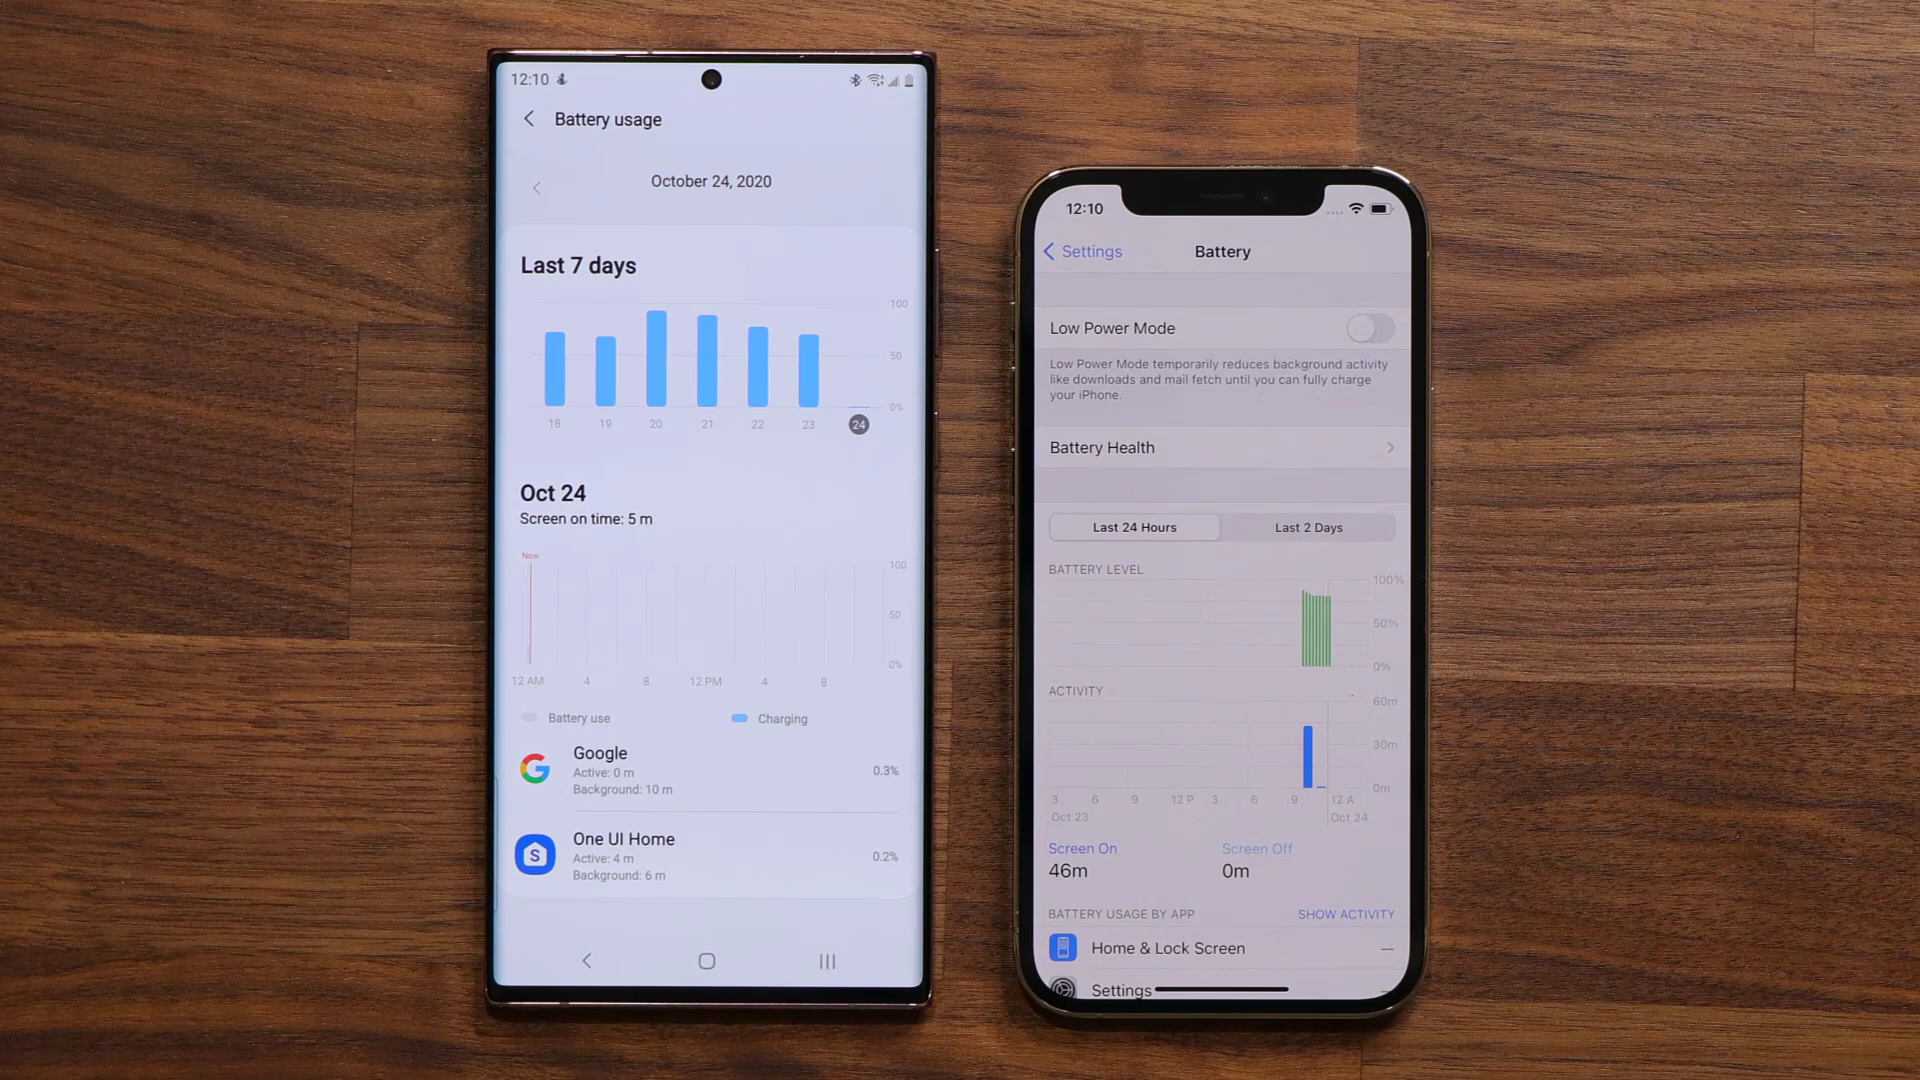 12:10
Battery usage
October 24, 2020
Last 7 days
100
50
0%
18 19 20 21 22 23 24
Oct 24
Screen on time: 5 m
Now
100
50
0%
12 AM 4 8 12 PM 4 8
Battery use Charging
Google
Active: 0 m
Background: 10 m
0.3%
One UI Home
Active: 4 m
Background: 6 m
0.2%
S
12:10
Settings Battery
Low Power Mode
Low Power Mode temporarily reduces background activity
like downloads and mail fetch until you can fully charge
your iPhone.
Battery Health
Last 24 Hours Last 2 Days
BATTERY LEVEL
100%
50%
0%
ACTIVITY
60m
30m
0m
3 6 9 12 P 3 6 9 12 A
Oct 23 Oct 24
Screen On Screen Off
46m 0m
BATTERY USAGE BY APP SHOW ACTIVITY
Home & Lock Screen
Settings